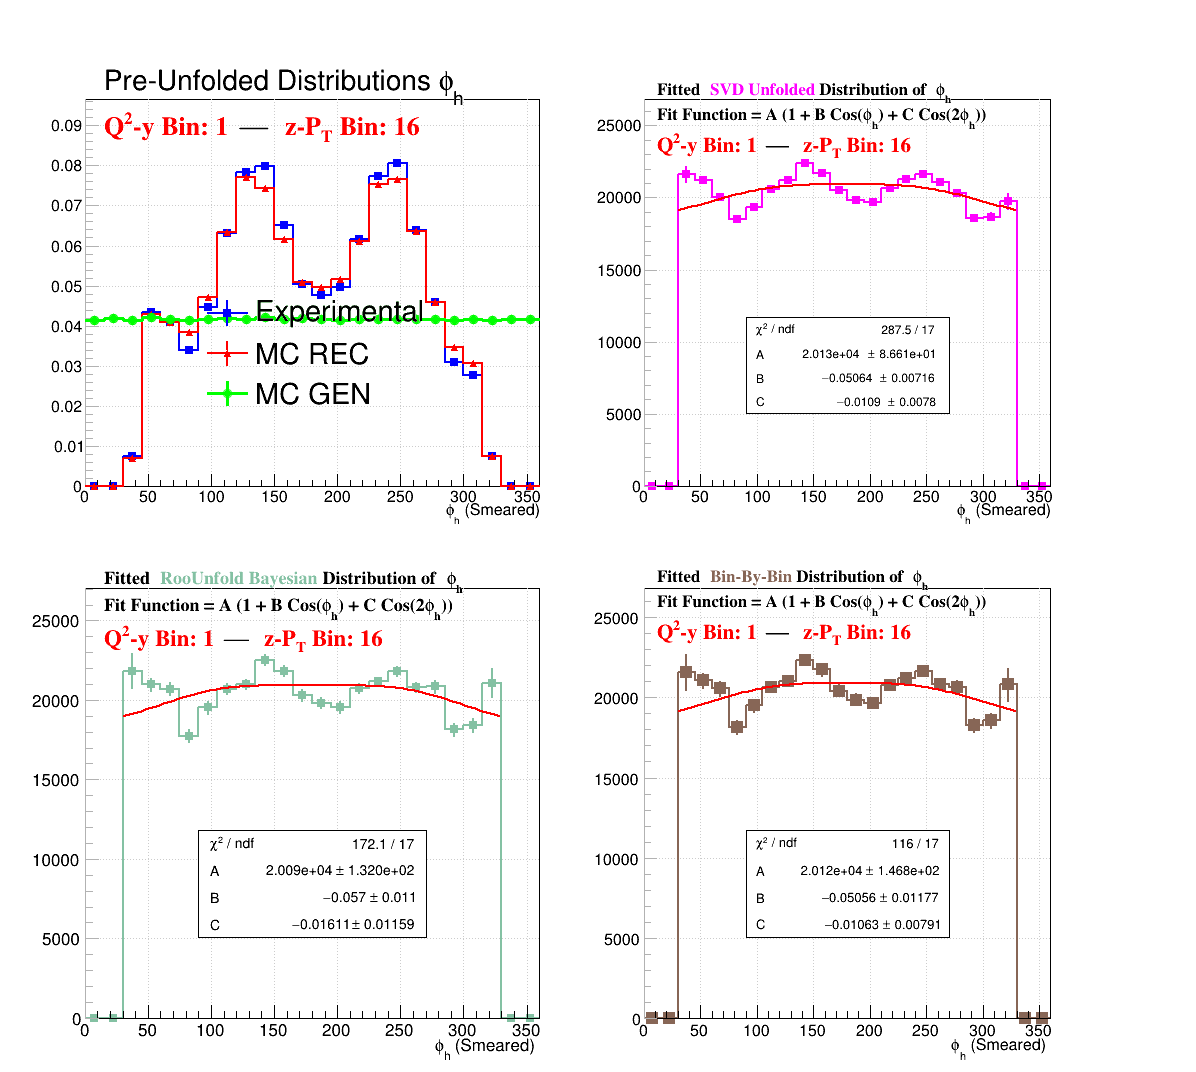 Pre-Unfolded Distributions ϕh
Q²-y Bin: 1 — z-PT Bin: 16
0.09
0.08
0.07
0.06
0.05
0.04
0.03
0.02
0.01
0
Experimental
MC REC
MC GEN
0 50 100 150 200 250 300 350
ϕh (Smeared)
Fitted SVD Unfolded Distribution of ϕh
Fit Function = A (1 + B Cos(ϕh) + C Cos(2ϕh))
Q²-y Bin: 1 — z-PT Bin: 16
25000
20000
15000
10000
5000
0
χ² / ndf 287.5 / 17
A 2.013e+04 ± 8.661e+01
B −0.05064 ± 0.00716
C −0.0109 ± 0.0078
0 50 100 150 200 250 300 350
ϕh (Smeared)
Fitted RooUnfold Bayesian Distribution of ϕh
Fit Function = A (1 + B Cos(ϕh) + C Cos(2ϕh))
Q²-y Bin: 1 — z-PT Bin: 16
25000
20000
15000
10000
5000
0
χ² / ndf 172.1 / 17
A 2.009e+04 ± 1.320e+02
B −0.057 ± 0.011
C −0.01611 ± 0.01159
0 50 100 150 200 250 300 350
ϕh (Smeared)
Fitted Bin-By-Bin Distribution of ϕh
Fit Function = A (1 + B Cos(ϕh) + C Cos(2ϕh))
Q²-y Bin: 1 — z-PT Bin: 16
25000
20000
15000
10000
5000
0
χ² / ndf 116 / 17
A 2.012e+04 ± 1.468e+02
B −0.05056 ± 0.01177
C −0.01063 ± 0.00791
0 50 100 150 200 250 300 350
ϕh (Smeared)